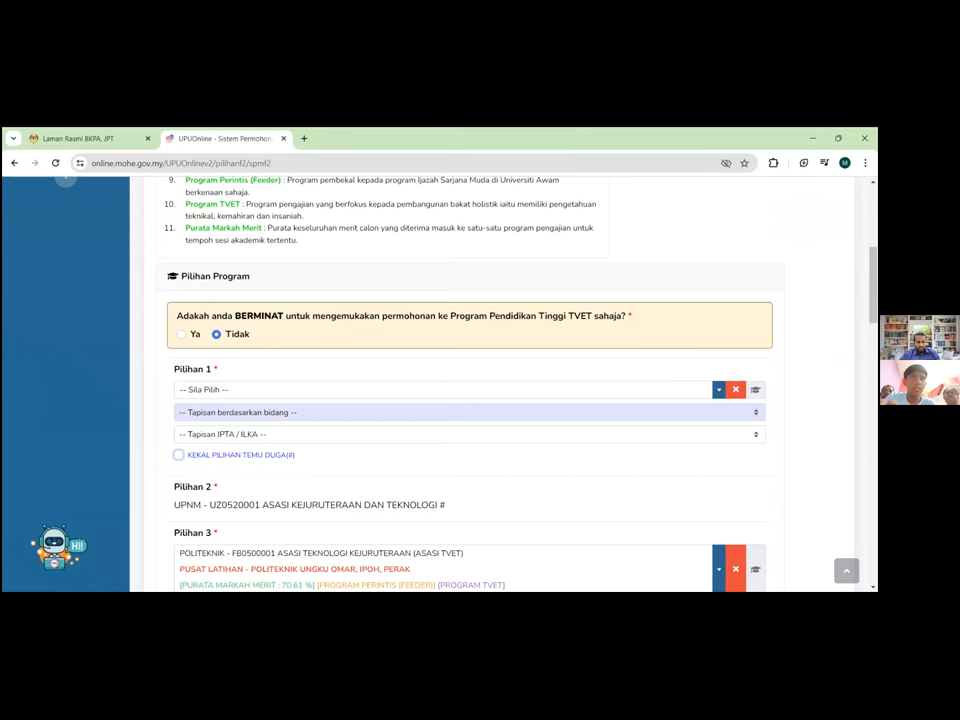 Laman Rasmi BKPA, JPT
UPUOnline - Sistem Permohon
online.mohe.gov.my/UPUOnlinev2/pilihanf2/spmf2
M
9. Program Perintis (Feeder) : Program pembekal kepada program Ijazah Sarjana Muda di Universiti Awam
berkenaan sahaja.
10. Program TVET : Program pengajian yang berfokus kepada pembangunan bakat holistik iaitu memiliki pengetahuan
teknikal, kemahiran dan insaniah.
11. Purata Markah Merit : Purata keseluruhan merit calon yang diterima masuk ke satu-satu program pengajian untuk
tempoh sesi akademik tertentu.
Pilihan Program
Adakah anda BERMINAT untuk mengemukakan permohonan ke Program Pendidikan Tinggi TVET sahaja? *
Ya Tidak
Pilihan 1 *
-- Sila Pilih --
-- Tapisan berdasarkan bidang --
-- Tapisan IPTA / ILKA --
KEKAL PILIHAN TEMU DUGA(#)
Pilihan 2 *
UPNM - UZ0520001 ASASI KEJURUTERAAN DAN TEKNOLOGI #
Pilihan 3 *
POLITEKNIK - FB0500001 ASASI TEKNOLOGI KEJURUTERAAN (ASASI TVET)
PUSAT LATIHAN - POLITEKNIK UNGKU OMAR, IPOH, PERAK
[PURATA MARKAH MERIT : 70.61 %] [PROGRAM PERINTIS (FEEDER)] [PROGRAM TVET]
HI!